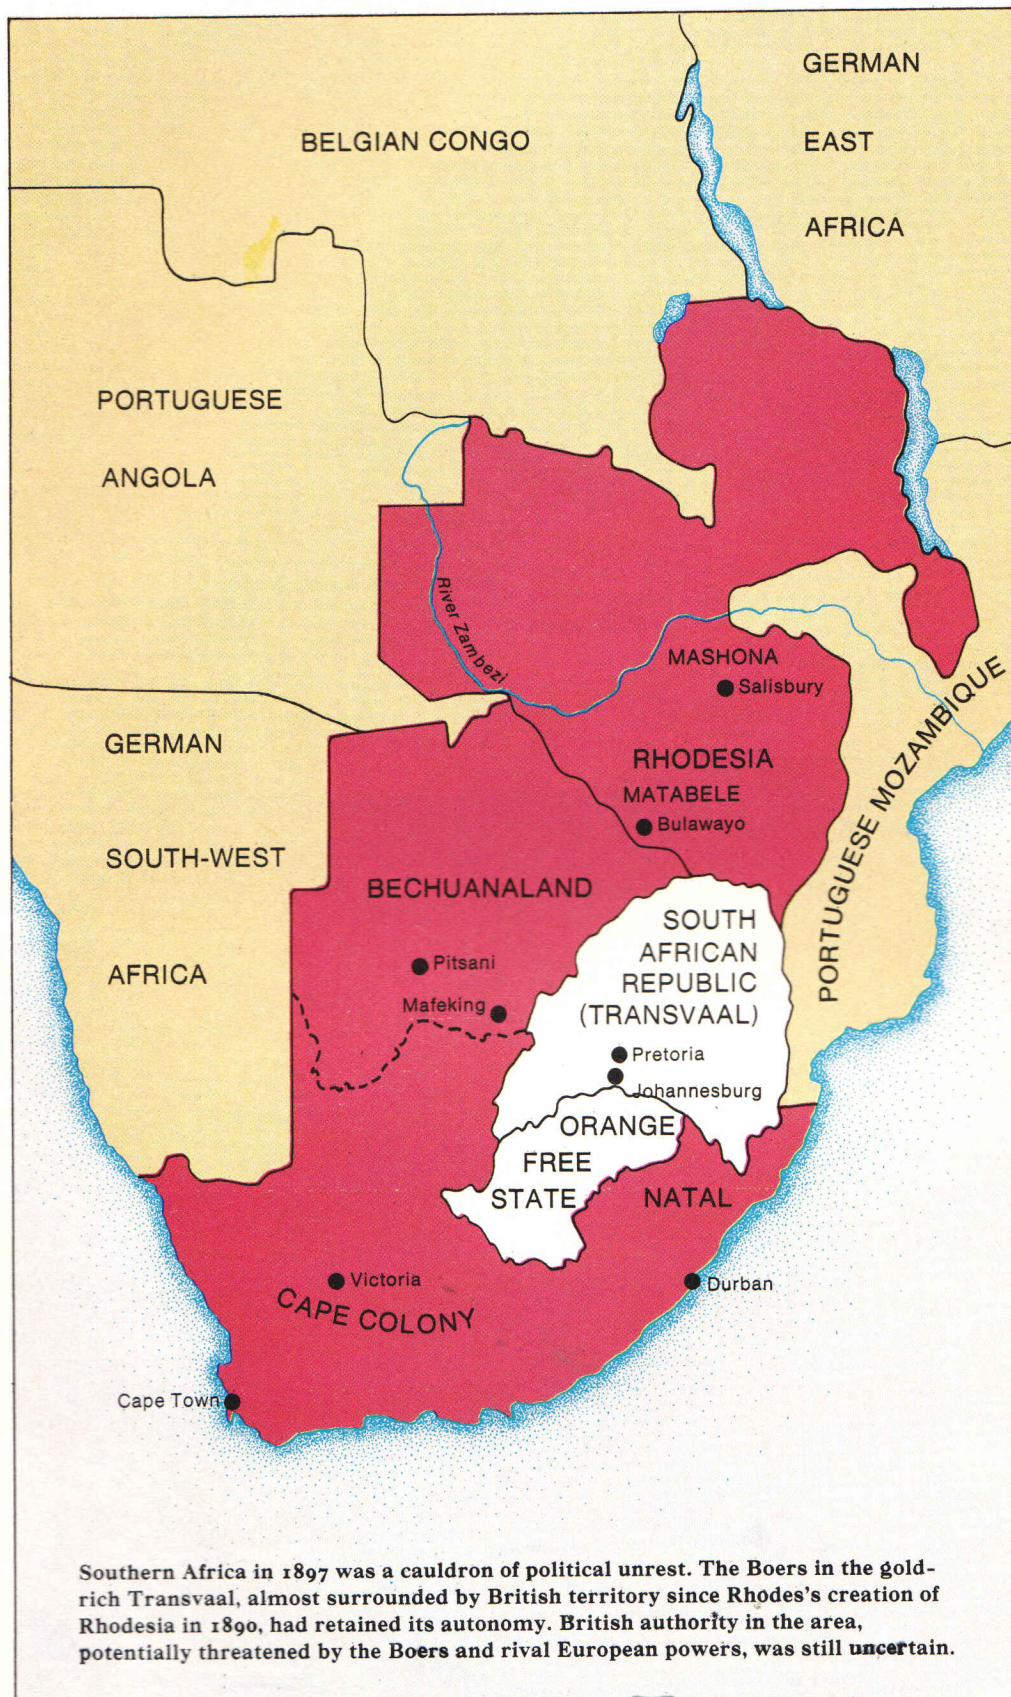 GERMAN
EAST
AFRICA
BELGIAN CONGO
PORTUGUESE
ANGOLA
River Zambezi
MASHONA
Salisbury
RHODESIA
MATABELE
Bulawayo
PORTUGUESE MOZAMBIQUE
GERMAN
SOUTH-WEST
AFRICA
BECHUANALAND
Pitsani
Mafeking
SOUTH
AFRICAN
REPUBLIC
(TRANSVAAL)
Pretoria
Johannesburg
ORANGE
FREE
STATE
NATAL
Victoria
CAPE COLONY
Durban
Cape Town
Southern Africa in 1897 was a cauldron of political unrest. The Boers in the gold-
rich Transvaal, almost surrounded by British territory since Rhodes's creation of
Rhodesia in 1890, had retained its autonomy. British authority in the area,
potentially threatened by the Boers and rival European powers, was still uncertain.